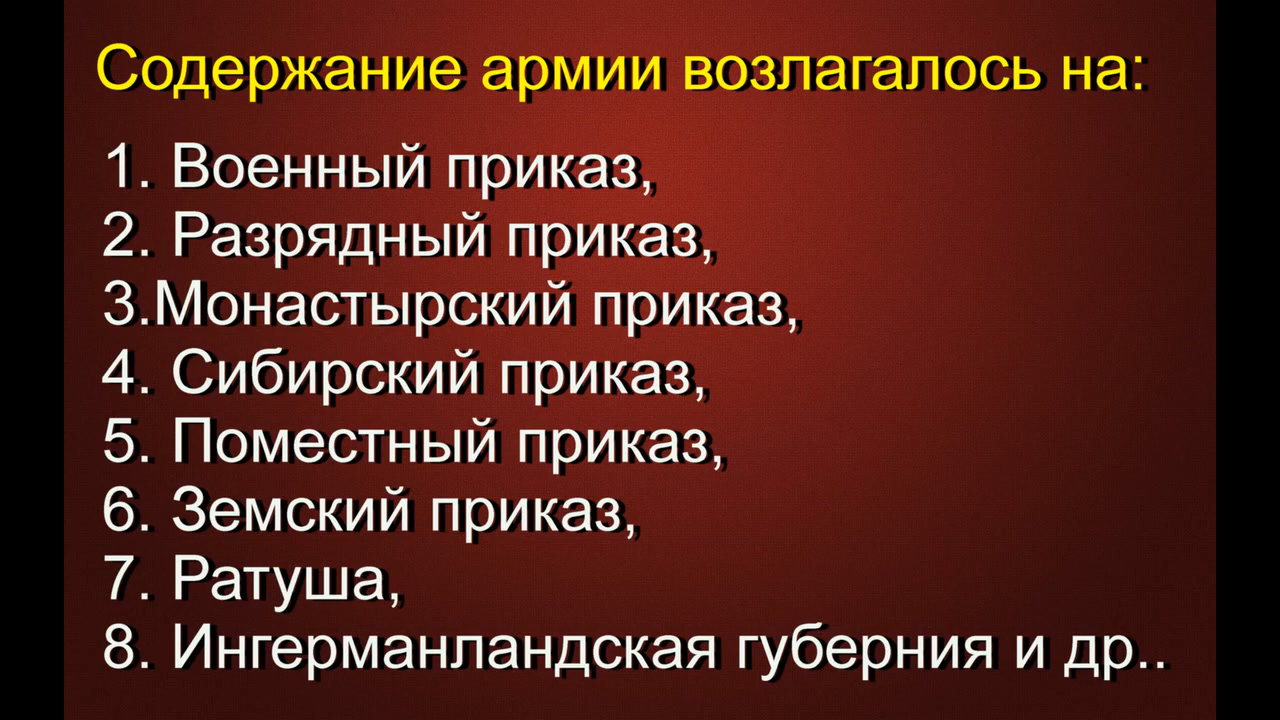 Содержание армии возлагалось на:
1. Военный приказ,
2. Разрядный приказ,
3.Монастырский приказ,
4. Сибирский приказ,
5. Поместный приказ,
6. Земский приказ,
7. Ратуша,
8. Ингерманландская губерния и др..